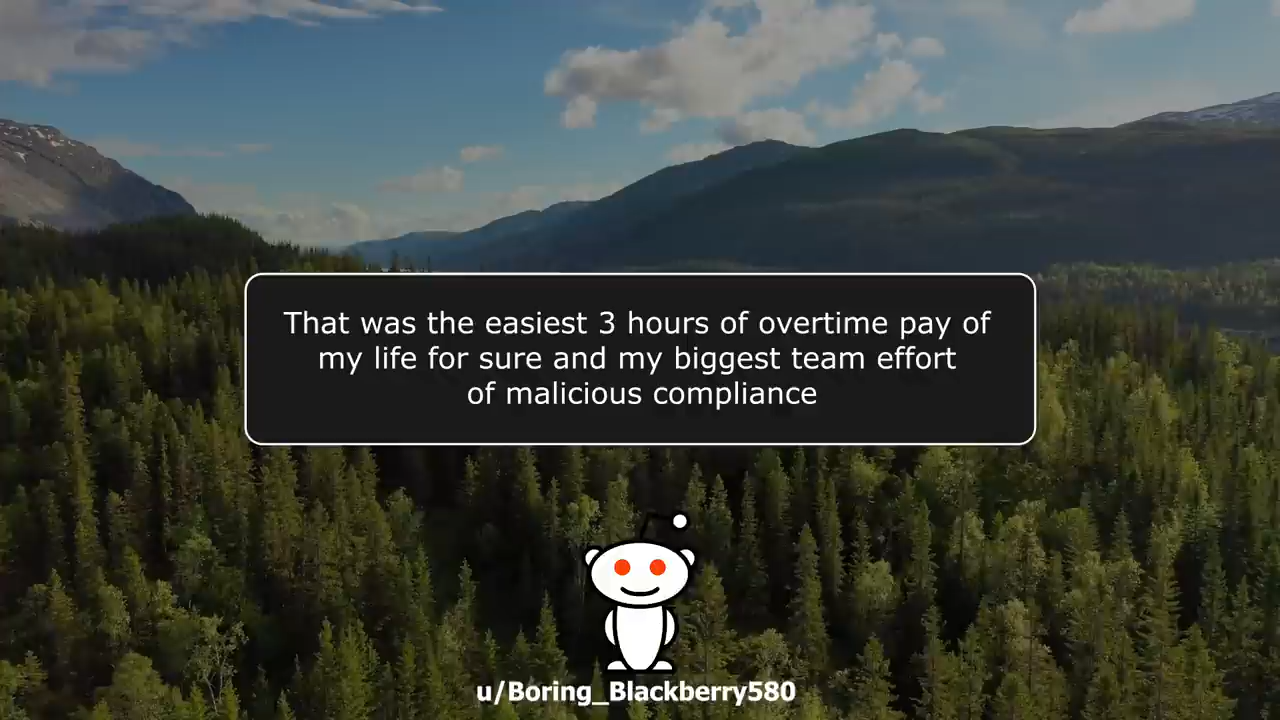 That was the easiest 3 hours of overtime pay of
my life for sure and my biggest team effort
of malicious compliance
u/Boring_Blackberry580